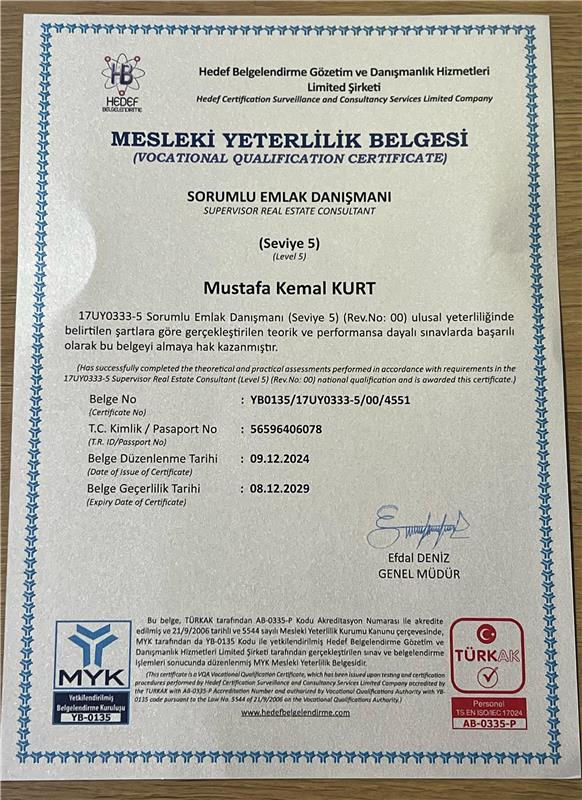 HB
HEDEF
BELGELENDİRME
Hedef Belgelendirme Gözetim ve Danışmanlık Hizmetleri
Limited Şirketi
Hedef Certification Surveillance and Consultancy Services Limited Company
MESLEKİ YETERLİLİK BELGESİ
(VOCATIONAL QUALIFICATION CERTIFICATE)
SORUMLU EMLAK DANIŞMANI
SUPERVISOR REAL ESTATE CONSULTANT
(Seviye 5)
(Level 5)
Mustafa Kemal KURT
17UY0333-5 Sorumlu Emlak Danışmanı (Seviye 5) (Rev.No: 00) ulusal yeterliliğinde
belirtilen şartlara göre gerçekleştirilen teorik ve performansa dayalı sınavlarda başarılı
olarak bu belgeyi almaya hak kazanmıştır.
(Has successfully completed the theoretical and practical assessments performed in accordance with requirements in the
17UY0333-5 Supervisor Real Estate Consultant (Level 5) (Rev.No: 00) national qualification and is awarded this certificate.)
Belge No : YB0135/17UY0333-5/00/4551
(Certificate No)
T.C. Kimlik / Pasaport No : 56596406078
(T.R. ID/Passport No)
Belge Düzenlenme Tarihi : 09.12.2024
(Date of Issue of Certificate)
Belge Geçerlilik Tarihi : 08.12.2029
(Expiry Date of Certificate)
Efdal DENİZ
GENEL MÜDÜR
Bu belge, TÜRKAK tarafından AB-0335-P Kodu Akreditasyon Numarası ile akredite
edilmiş ve 21/9/2006 tarihli ve 5544 sayılı Mesleki Yeterlilik Kurumu Kanunu çerçevesinde,
MYK tarafından da YB-0135 Kodu ile yetkilendirilmiş Hedef Belgelendirme Gözetim ve
Danışmanlık Hizmetleri Limited Şirketi tarafından gerçekleştirilen sınav ve belgelendirme
işlemleri sonucunda düzenlenmiş MYK Mesleki Yeterlilik Belgesidir.
(This certificate is a VQA Vocational Qualification Certificate, which has been issued upon testing and certification
procedures performed by Hedef Certification Surveillance and Consultancy Services Limited Company accredited by
the TURKAK with AB-0335-P Accreditation Number and authorized by Vocational Qualifications Authority with YB-
0135 code pursuant to the Law No. 5544 of 21/9/2006 on the Vocational Qualifications Authority.)
www.hedefbelgelendirme.com
MYK
Yetkilendirilmiş
Belgelendirme Kuruluşu
YB-0135
TÜRKAK
Personel
TS EN ISO/IEC 17024
AB-0335-P